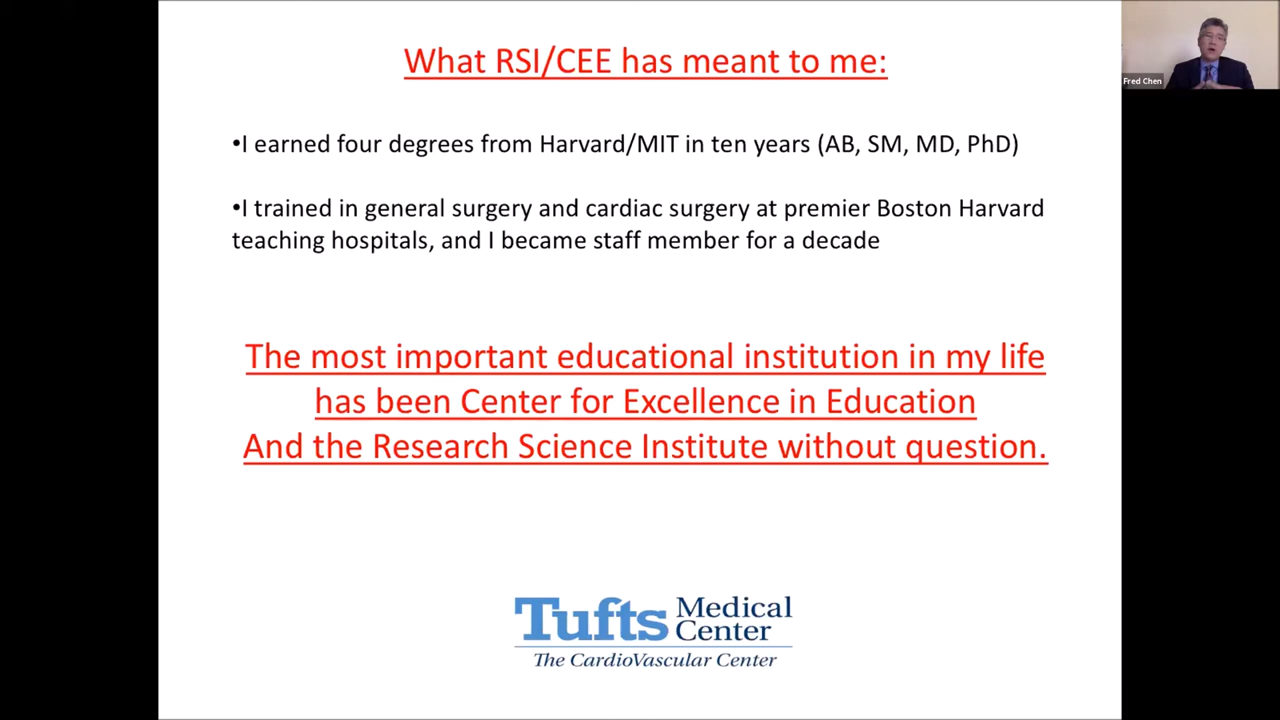 What RSI/CEE has meant to me:
Fred Chen
•I earned four degrees from Harvard/MIT in ten years (AB, SM, MD, PhD)
•I trained in general surgery and cardiac surgery at premier Boston Harvard
teaching hospitals, and I became staff member for a decade
The most important educational institution in my life
has been Center for Excellence in Education
And the Research Science Institute without question.
Tufts Medical
Center
The CardioVascular Center